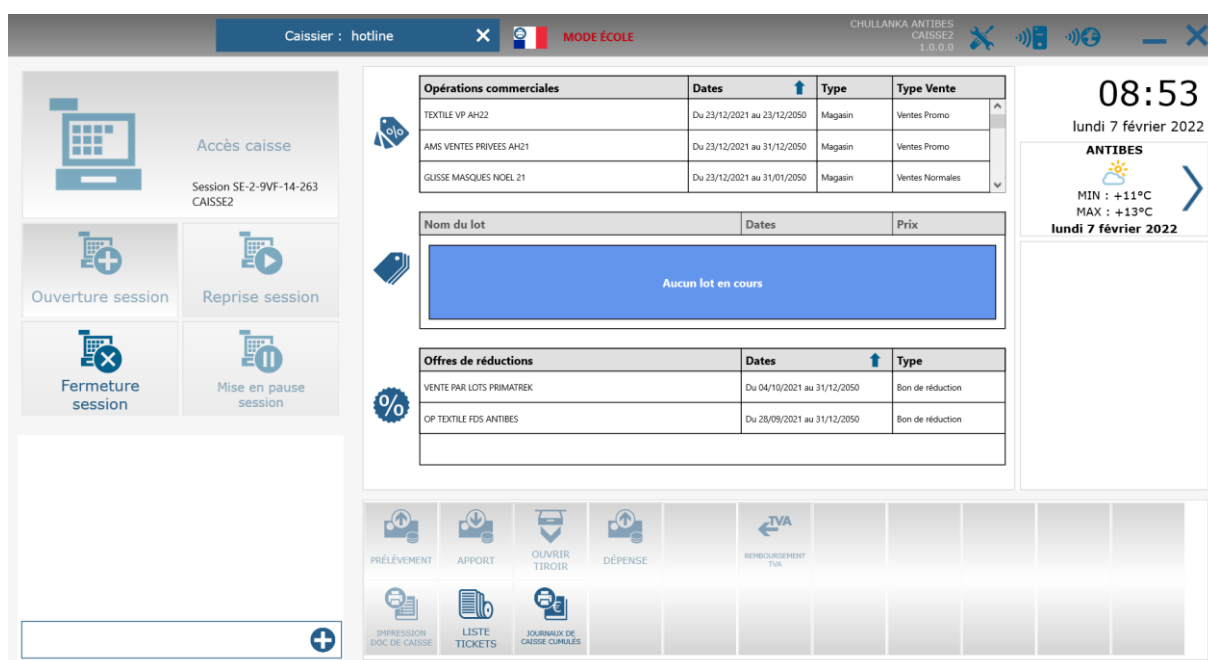 Caissier : hotline
MODE ÉCOLE
CHULLANKA ANTIBES
CAISSE2
1.0.0.0
Accès caisse
Session SE-2-9VF-14-263
CAISSE2
Ouverture session
Reprise session
Fermeture
session
Mise en pause
session
Opérations commerciales Dates Type Type Vente
TEXTILE VP AH22 Du 23/12/2021 au 23/12/2050 Magasin Ventes Promo
AMS VENTES PRIVEES AH21 Du 23/12/2021 au 31/12/2050 Magasin Ventes Promo
GLISSE MASQUES NOEL 21 Du 23/12/2021 au 31/01/2050 Magasin Ventes Normales
Nom du lot Dates Prix
Aucun lot en cours
Offres de réductions Dates Type
VENTE PAR LOTS PRIMATREK Du 04/10/2021 au 31/12/2050 Bon de réduction
OP TEXTILE FDS ANTIBES Du 28/09/2021 au 31/12/2050 Bon de réduction
%
08:53
lundi 7 février 2022
ANTIBES
MIN : +11°C
MAX : +13°C
lundi 7 février 2022
PRÉLÈVEMENT
APPORT
OUVRIR
TIROIR
DÉPENSE
TVA
REMBOURSEMENT
TVA
IMPRESSION
DOC DE CAISSE
LISTE
TICKETS
JOURNAUX DE
CAISSE CUMULÉS